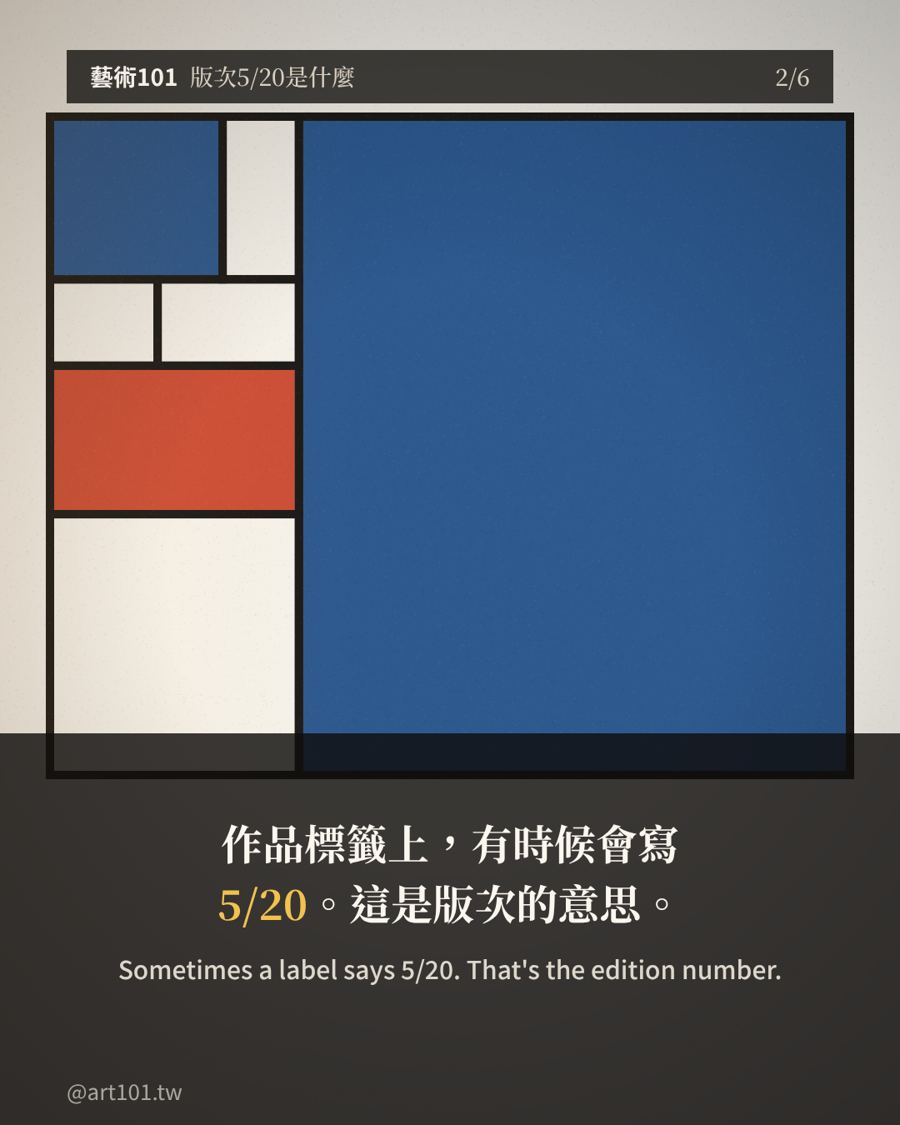 藝術101 版次5/20是什麼 2/6
作品標籤上，有時候會寫
5/20。這是版次的意思。
Sometimes a label says 5/20. That's the edition number.
@art101.tw